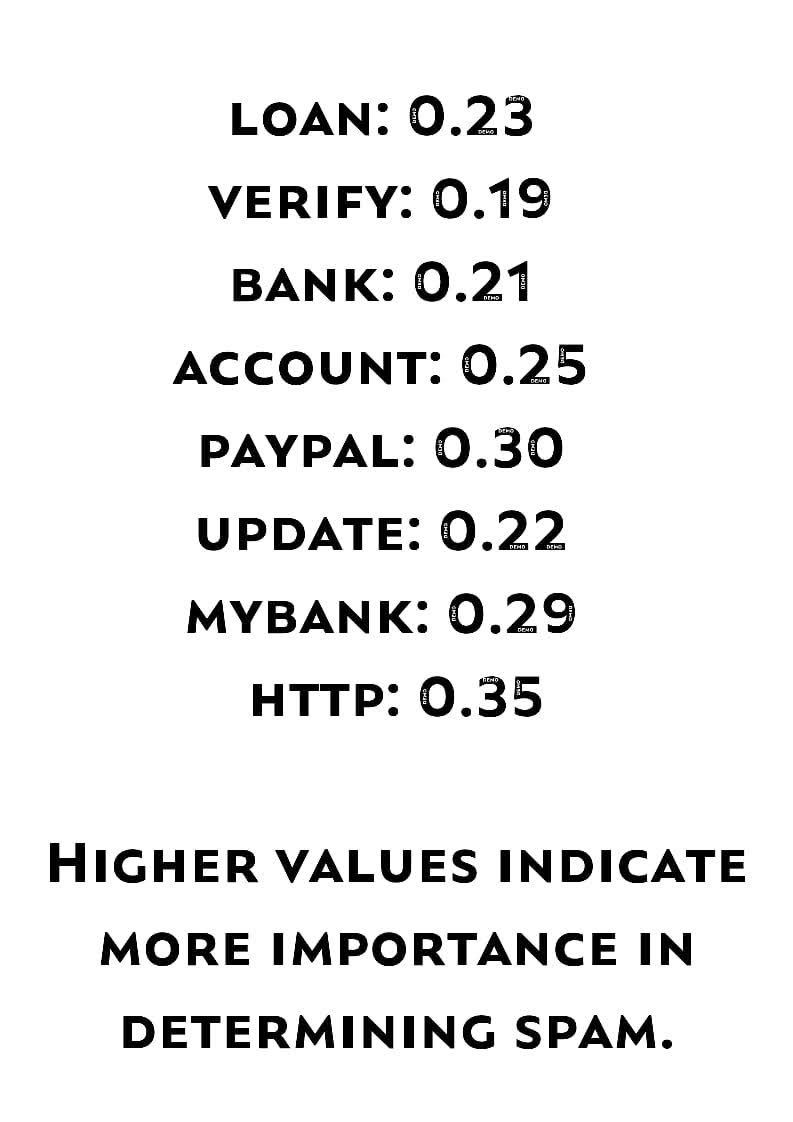 LOAN: 0.23
VERIFY: 0.19
BANK: 0.21
ACCOUNT: 0.25
PAYPAL: 0.30
UPDATE: 0.22
MYBANK: 0.29
HTTP: 0.35
HIGHER VALUES INDICATE
MORE IMPORTANCE IN
DETERMINING SPAM.